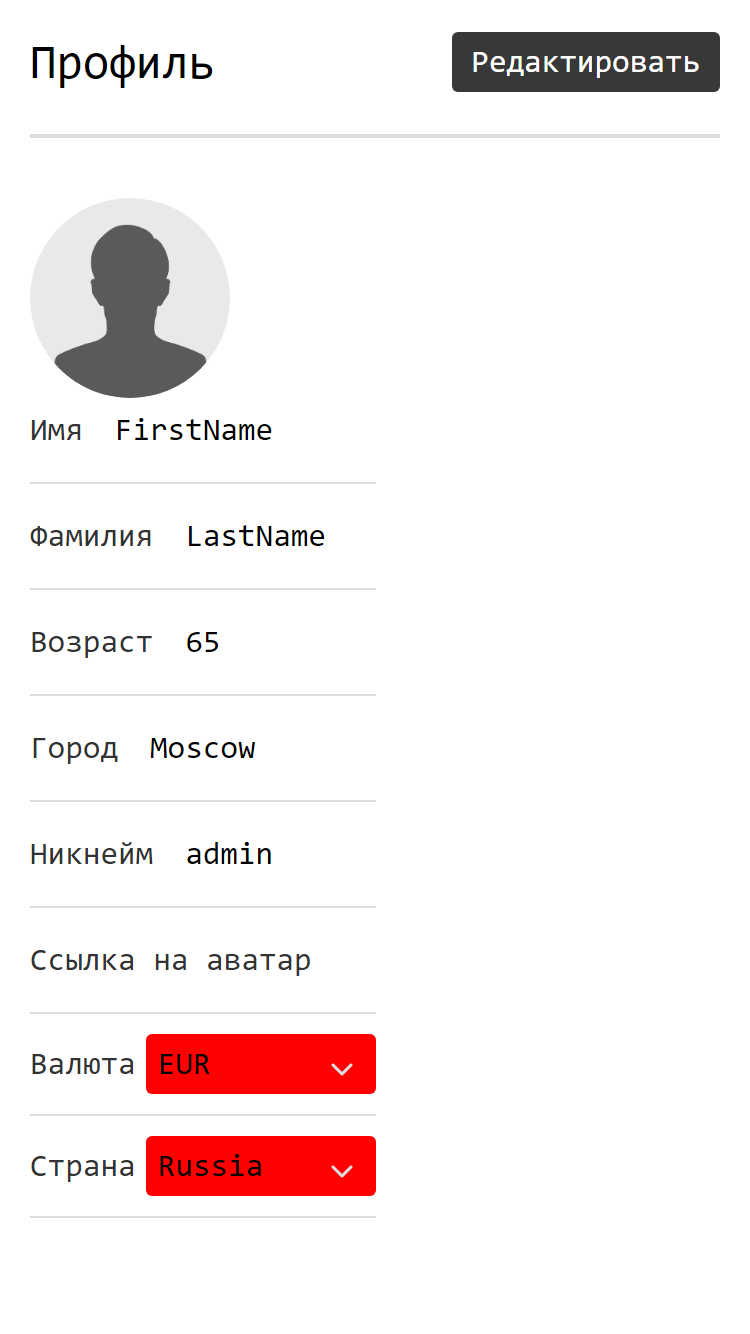 Профиль
Редактировать
Имя FirstName
Фамилия LastName
Возраст 65
Город Moscow
Никнейм admin
Ссылка на аватар
Валюта EUR
Страна Russia